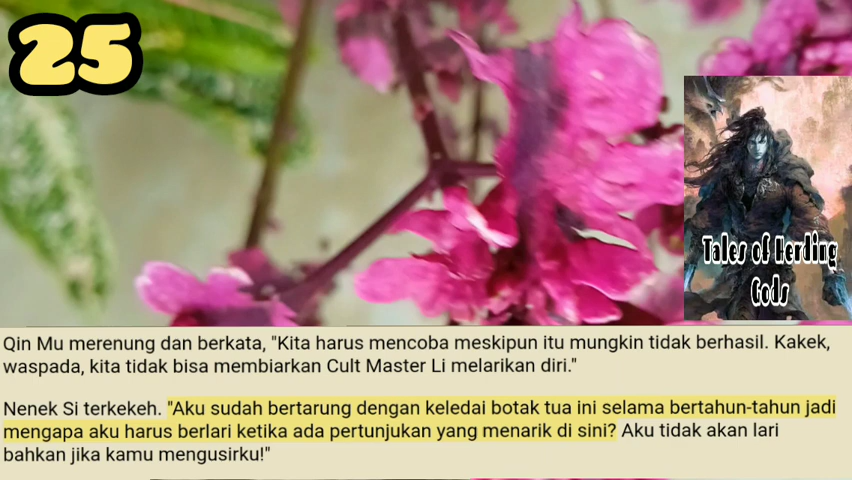 25
Tales of Herding
Gods
Qin Mu merenung dan berkata, "Kita harus mencoba meskipun itu mungkin tidak berhasil. Kakek,
waspada, kita tidak bisa membiarkan Cult Master Li melarikan diri."
Nenek Si terkekeh. "Aku sudah bertarung dengan keledai botak tua ini selama bertahun-tahun jadi
mengapa aku harus berlari ketika ada pertunjukan yang menarik di sini? Aku tidak akan lari
bahkan jika kamu mengusirku!"